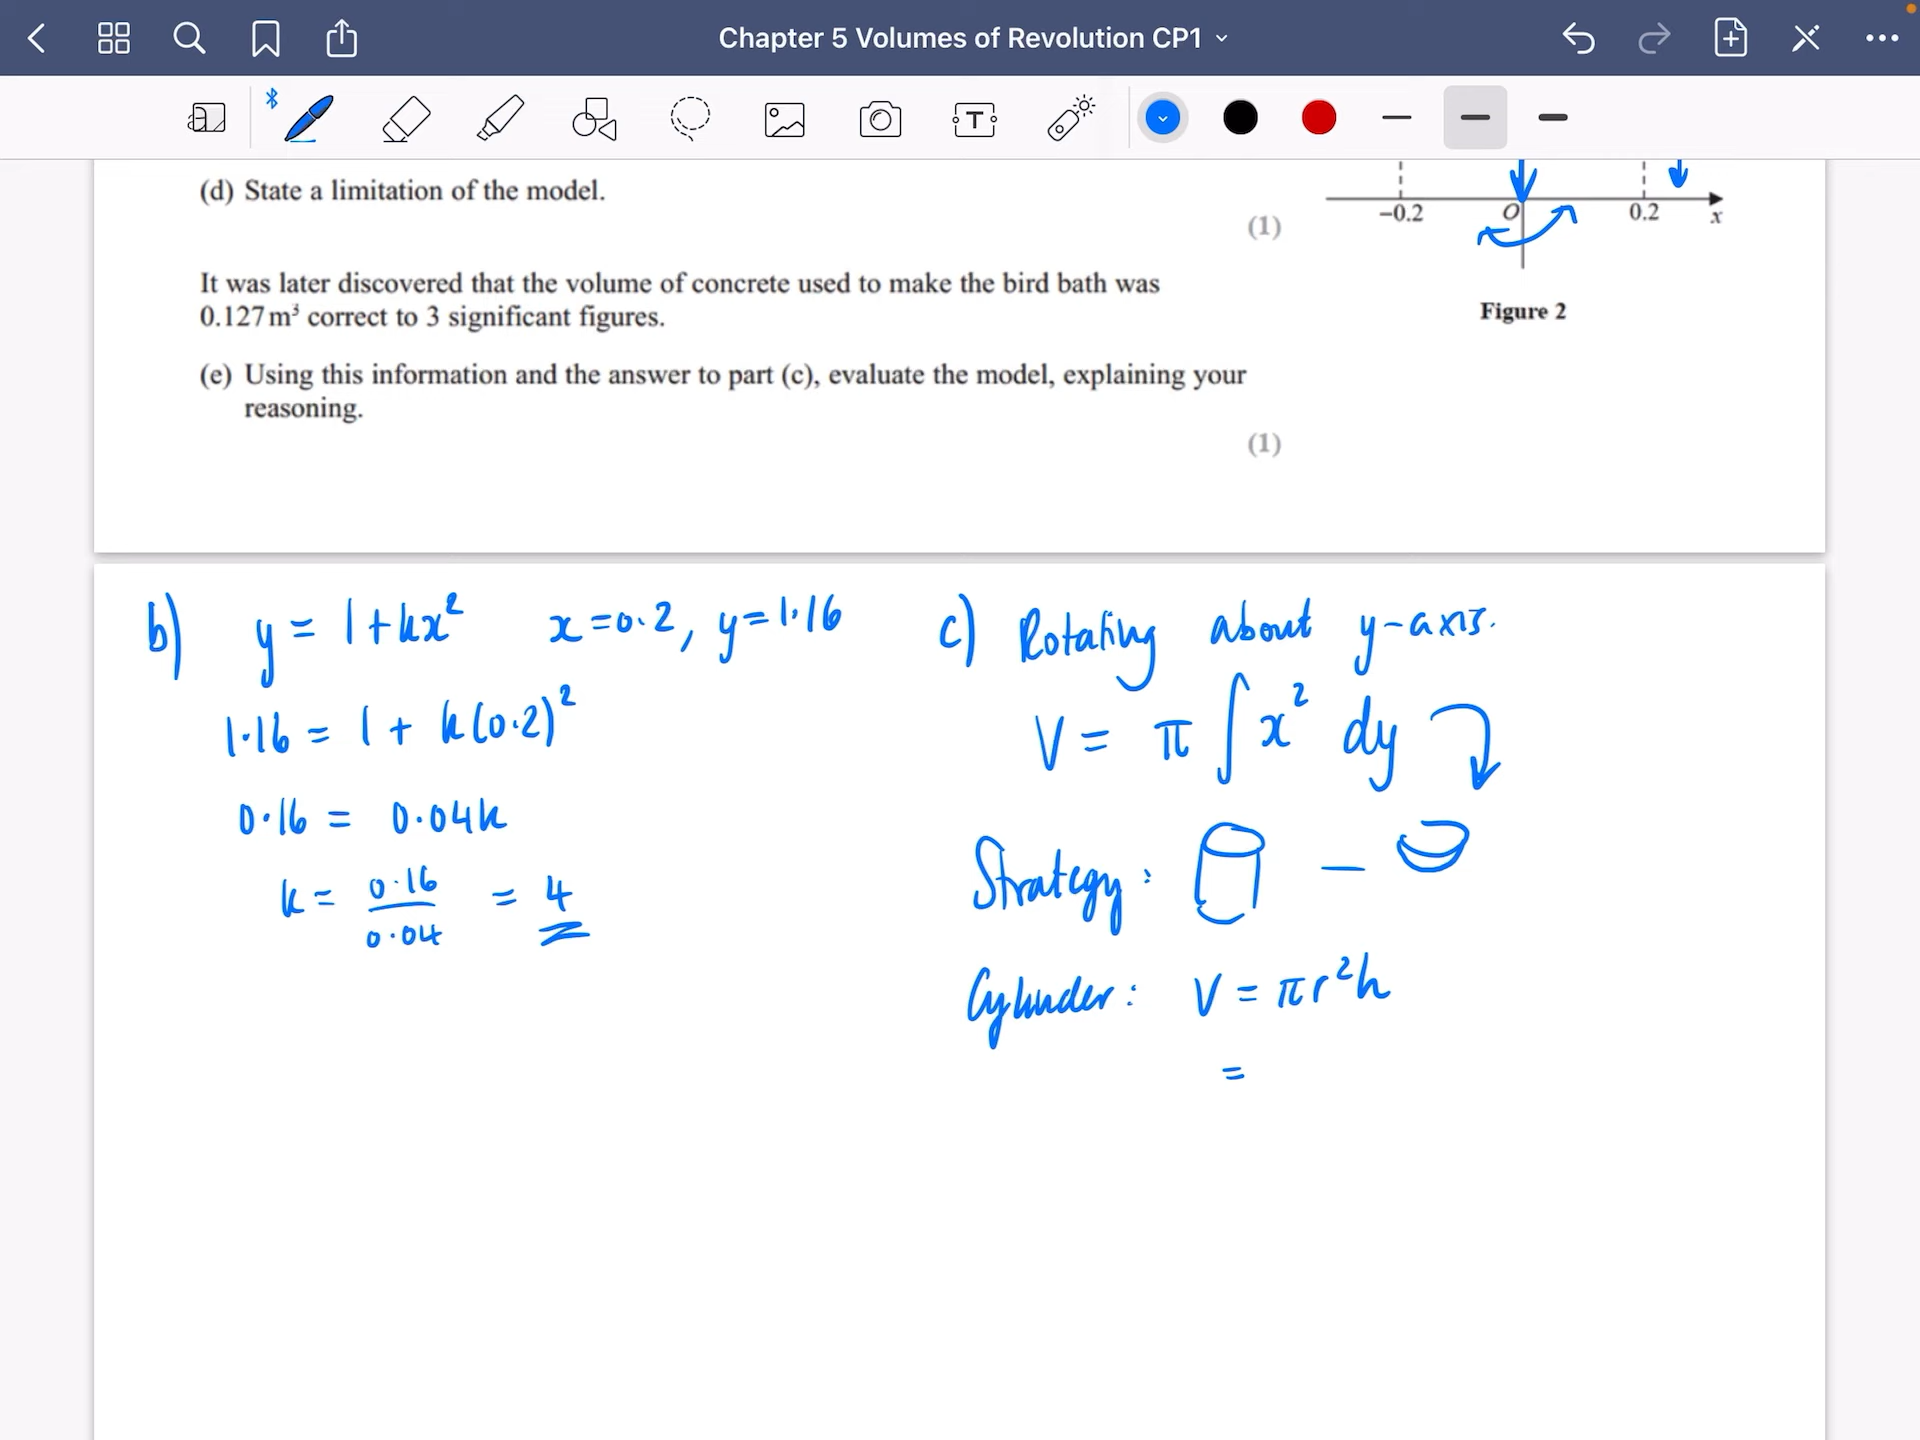 Chapter 5 Volumes of Revolution CP1
(d) State a limitation of the model.
(1)
−0.2 O 0.2 x
It was later discovered that the volume of concrete used to make the bird bath was
0.127 m³ correct to 3 significant figures.
Figure 2
(e) Using this information and the answer to part (c), evaluate the model, explaining your
reasoning.
(1)
b) y = 1 + kx² x = 0.2, y = 1.16
1.16 = 1 + k(0.2)²
0.16 = 0.04k
k = 0.16/0.04 = 4
c) Rotating about y-axis.
V = π ∫ x² dy
Strategy: −
Cylinder: V = πr²h
=